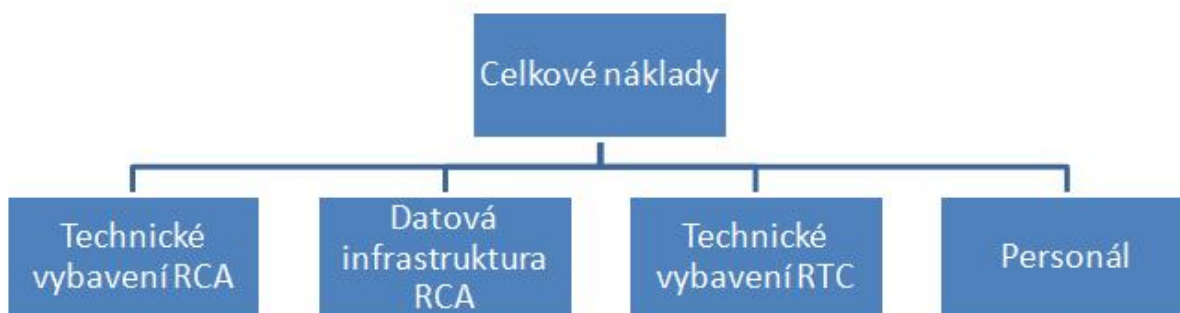 Celkové náklady
Technické
vybavení RCA
Datová
infrastruktura
RCA
Technické
vybavení RTC
Personál